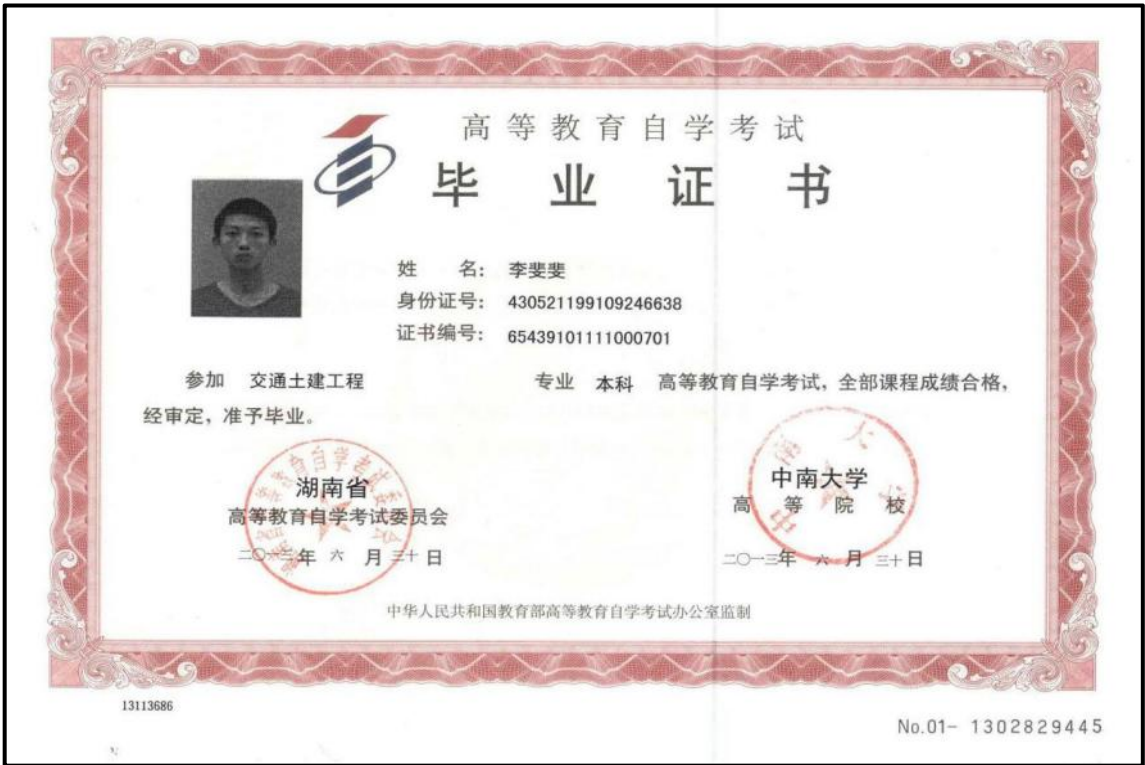 高等教育自学考试
毕业证书
姓 名： 李斐斐
身份证号： 430521199109246638
证书编号： 65439101111000701
参加 交通土建工程 专业 本科 高等教育自学考试，全部课程成绩合格，
经审定，准予毕业。
湖南省
高等教育自学考试委员会
二〇一三年 六 月 三十 日
中南大学
高等院校
二〇一三年 六 月 三十 日
中华人民共和国教育部高等教育自学考试办公室监制
13113686
No.01- 1302829445